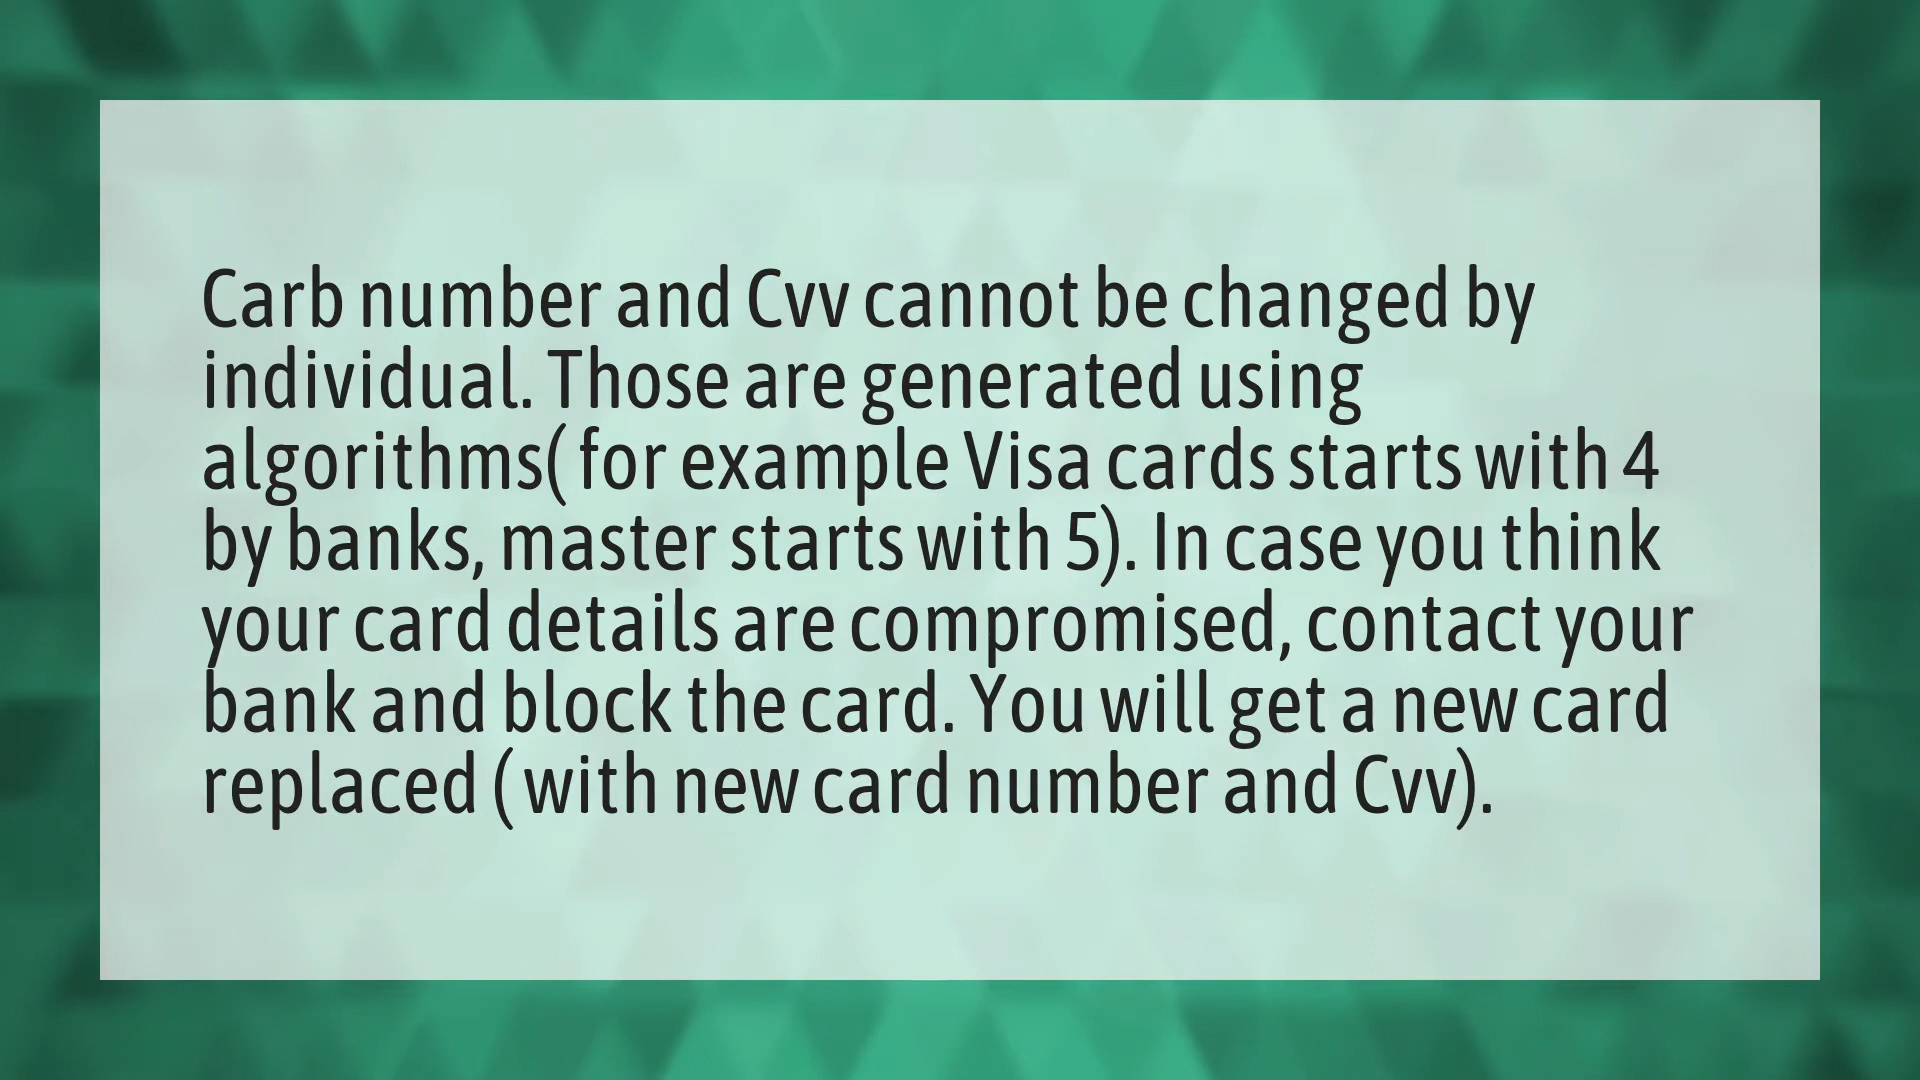 Carb number and Cvv cannot be changed by
individual. Those are generated using
algorithms( for example Visa cards starts with 4
by banks, master starts with 5). In case you think
your card details are compromised, contact your
bank and block the card. You will get a new card
replaced ( with new card number and Cvv).